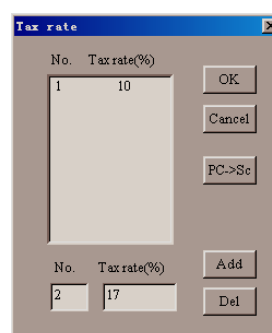 Tax rate
No. Tax rate(%)
1 10
OK
Cancel
PC->Sc
No. Tax rate(%)
2 17
Add
Del